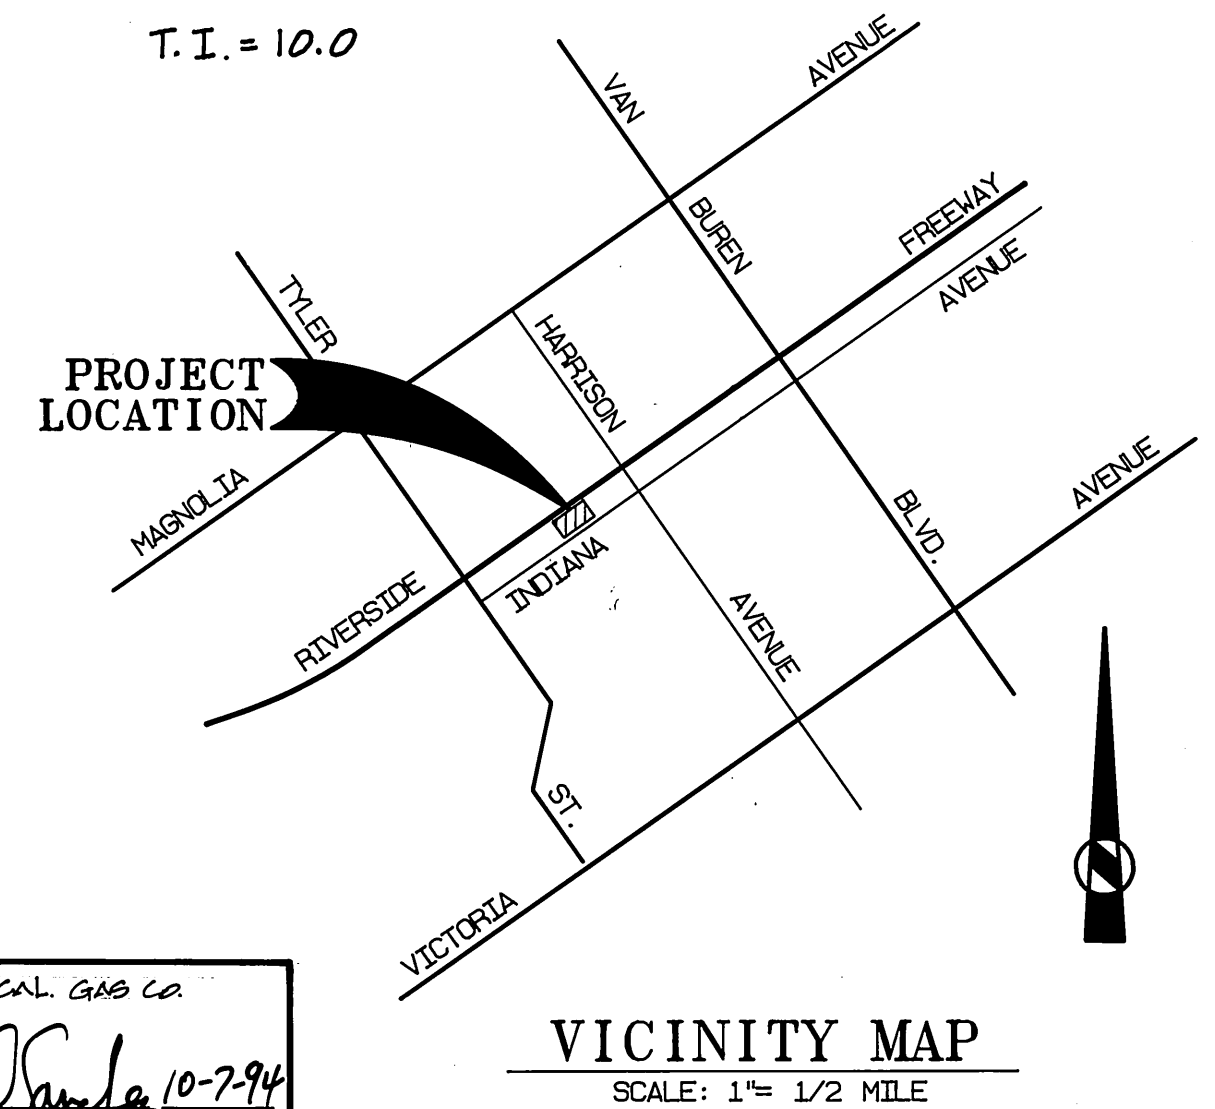 T.I. = 10.0
VAN BUREN BLVD.
MAGNOLIA AVENUE
RIVERSIDE FREEWAY
INDIANA AVENUE
TYLER ST.
HARRISON AVENUE
PROJECT
LOCATION
VICTORIA AVENUE
N
CAL. GAS CO.
10-7-94
VICINITY MAP
SCALE: 1"= 1/2 MILE